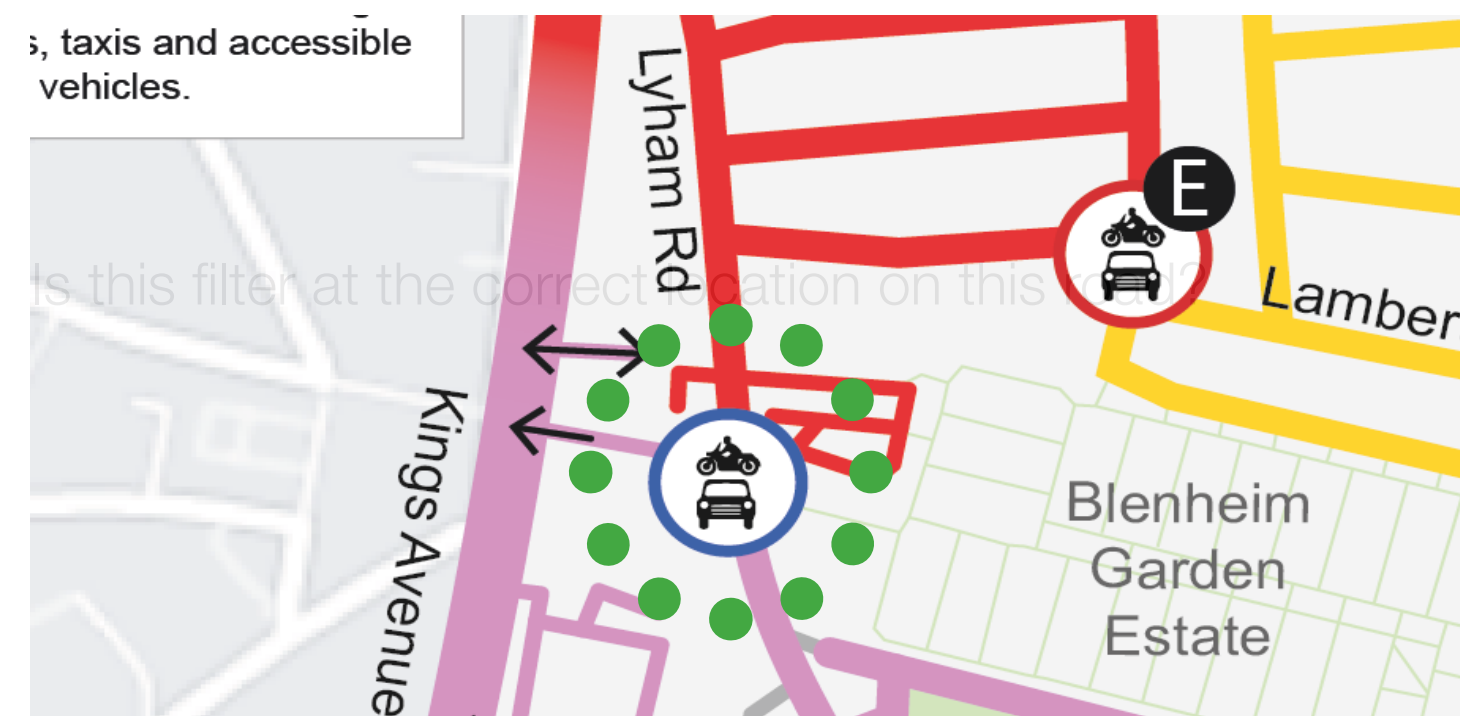 s, taxis and accessible
vehicles.
Lyham Rd
E
Is this filter at the correct location on this road?
Lamber
Kings Avenue
Blenheim
Garden
Estate